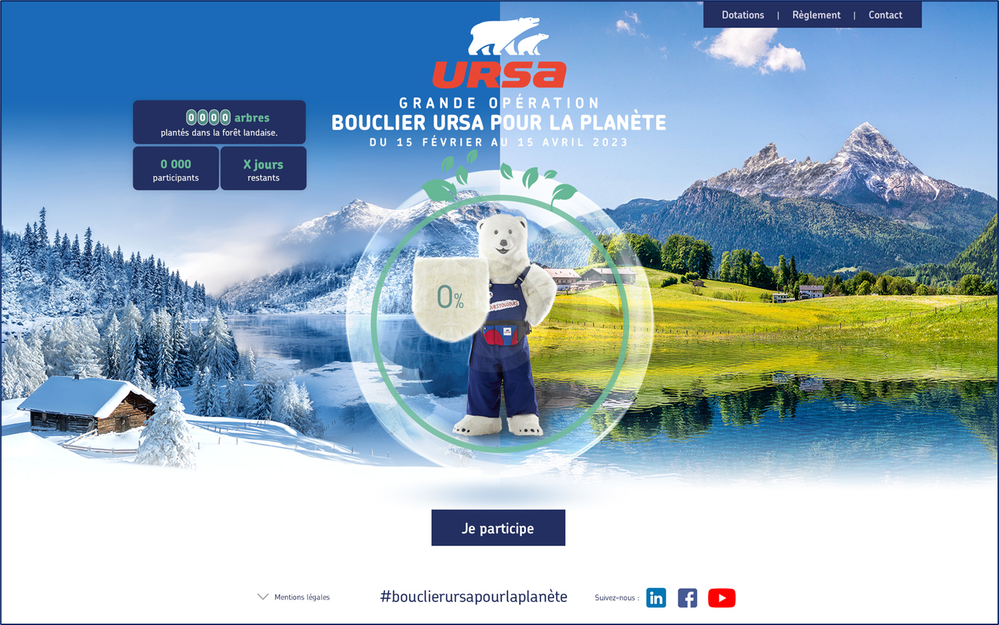 Dotations | Règlement | Contact
URSA
GRANDE OPÉRATION
BOUCLIER URSA POUR LA PLANÈTE
DU 15 FÉVRIER AU 15 AVRIL 2023
0000 arbres
plantés dans la forêt landaise.
0 000
participants
X jours
restants
0%
OURSTOUJOURS
Je participe
Mentions légales
#bouclierursapourlaplanète
Suivez-nous :
in
f